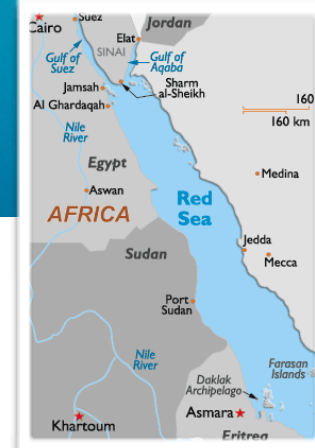 Suez
Cairo
Jordan
Elat
SINAI
Gulf of
Suez
Gulf of
Aqaba
Jamsah
Sharm
al-Sheikh
Al Ghardaqah
160
160 km
Nile
River
Egypt
Medina
Aswan
Red
Sea
AFRICA
Jedda
Mecca
Sudan
Port
Sudan
Nile
River
Farasan
Islands
Daklak
Archipelago
Asmara
Khartoum
Eritrea